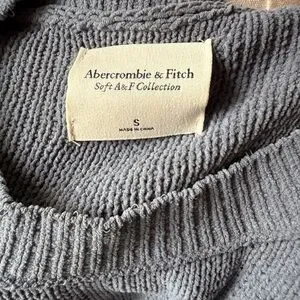 Abercrombie & Fitch
Soft A&F Collection
S
MADE IN CHINA